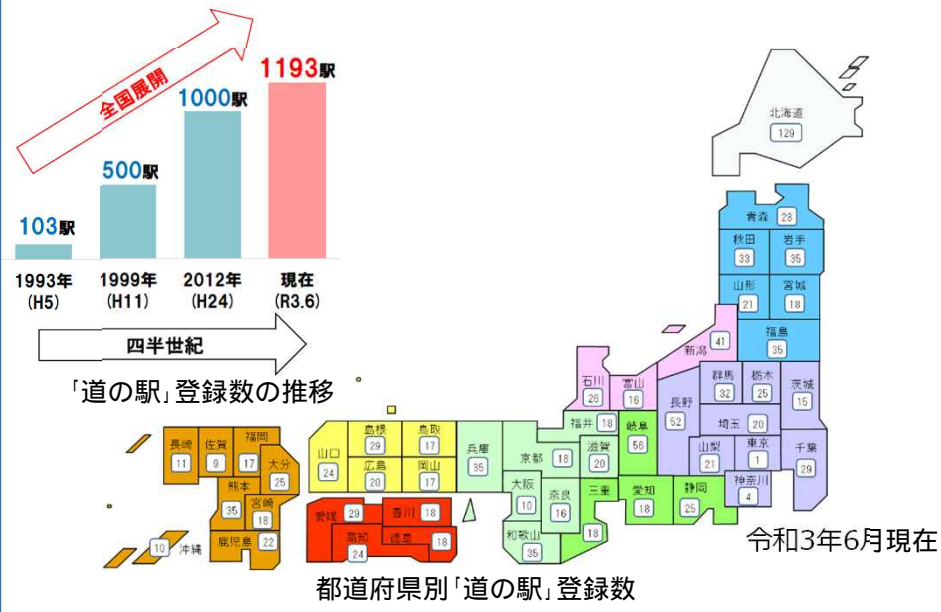 全国展開
103駅
500駅
1000駅
1193駅
1993年
(H5)
1999年
(H11)
2012年
(H24)
現在
(R3.6)
四半世紀
「道の駅」登録数の推移
北海道
129
青森 28
秋田
33
岩手
35
山形
21
宮城
18
福島
35
新潟
41
群馬
32
栃木
25
茨城
15
石川
26
富山
16
長野
52
埼玉 20
福井 18
岐阜
56
山梨
21
東京
1
千葉
29
神奈川
4
静岡
25
愛知
18
三重
18
滋賀
20
京都 18
兵庫
35
大阪
10
奈良
16
和歌山
35
鳥取
17
島根
29
岡山
17
広島
20
山口
24
愛媛 29
香川 18
高知
24
徳島 18
福岡
17
佐賀
9
長崎
11
大分
25
熊本
35
宮崎
18
鹿児島 22
10 沖縄
令和3年6月現在
都道府県別「道の駅」登録数